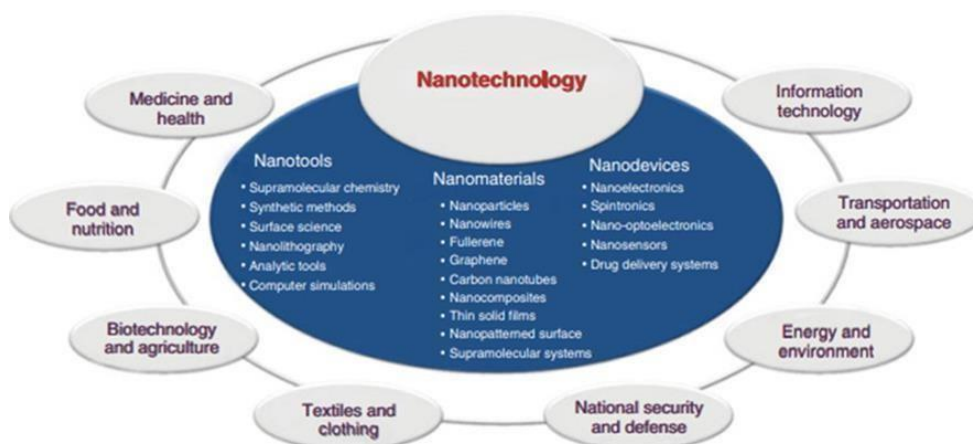 Nanotechnology
Medicine and
health
Information
technology
Food and
nutrition
Transportation
and aerospace
Biotechnology
and agriculture
Energy and
environment
Textiles and
clothing
National security
and defense
Nanotools
• Supramolecular chemistry
• Synthetic methods
• Surface science
• Nanolithography
• Analytic tools
• Computer simulations
Nanomaterials
• Nanoparticles
• Nanowires
• Fullerene
• Graphene
• Carbon nanotubes
• Nanocomposites
• Thin solid films
• Nanopatterned surface
• Supramolecular systems
Nanodevices
• Nanoelectronics
• Spintronics
• Nano-optoelectronics
• Nanosensors
• Drug delivery systems